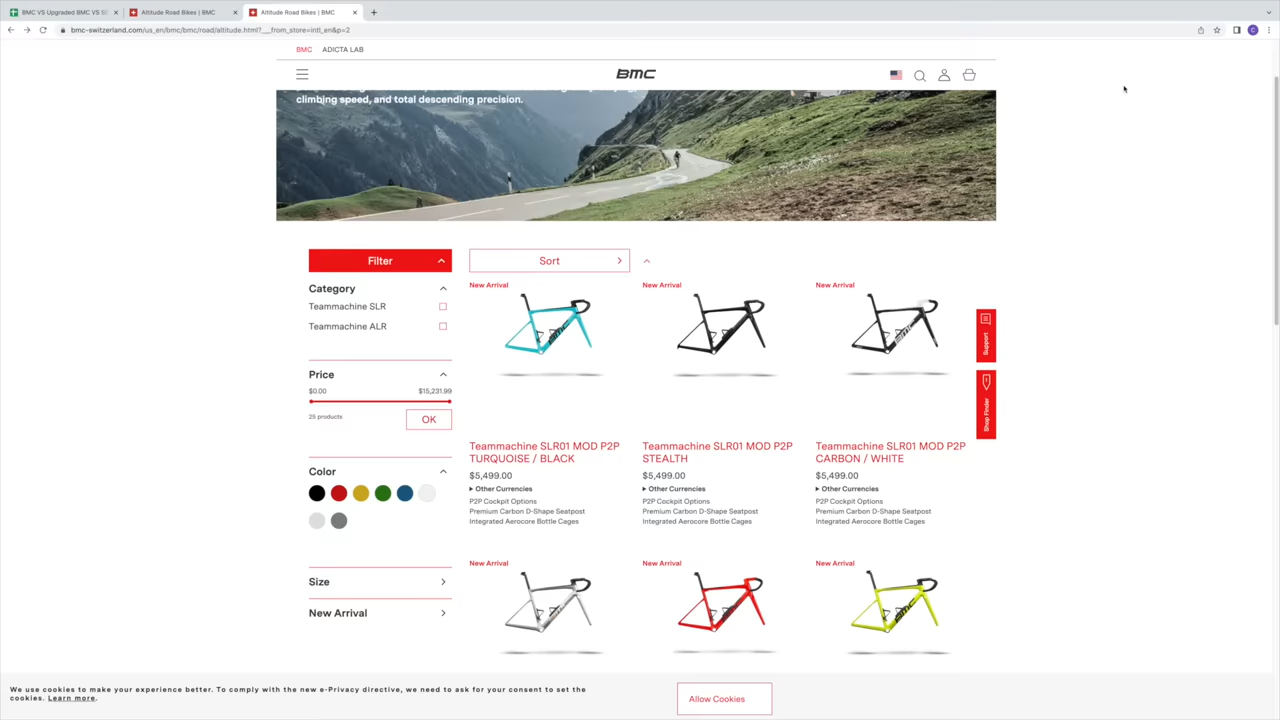 BMC VS Upgraded BMC VS S
Altitude Road Bikes | BMC
Altitude Road Bikes | BMC
bmc-switzerland.com/us_en/bmc/bmc/road/altitude.html?___from_store=intl_en&p=2
C
BMC ADICTA LAB
BMC
climbing speed, and total descending precision.
Filter
Sort
Category
Teammachine SLR
Teammachine ALR
Price
$0.00 $15,231.99
25 products
OK
Color
Size
New Arrival
New Arrival
New Arrival
New Arrival
Teammachine SLR01 MOD P2P
TURQUOISE / BLACK
$5,499.00
Other Currencies
P2P Cockpit Options
Premium Carbon D-Shape Seatpost
Integrated Aerocore Bottle Cages
Teammachine SLR01 MOD P2P
STEALTH
$5,499.00
Other Currencies
P2P Cockpit Options
Premium Carbon D-Shape Seatpost
Integrated Aerocore Bottle Cages
Teammachine SLR01 MOD P2P
CARBON / WHITE
$5,499.00
Other Currencies
P2P Cockpit Options
Premium Carbon D-Shape Seatpost
Integrated Aerocore Bottle Cages
New Arrival
New Arrival
New Arrival
Support
Shop Finder
We use cookies to make your experience better. To comply with the new e-Privacy directive, we need to ask for your consent to set the
cookies. Learn more.
Allow Cookies